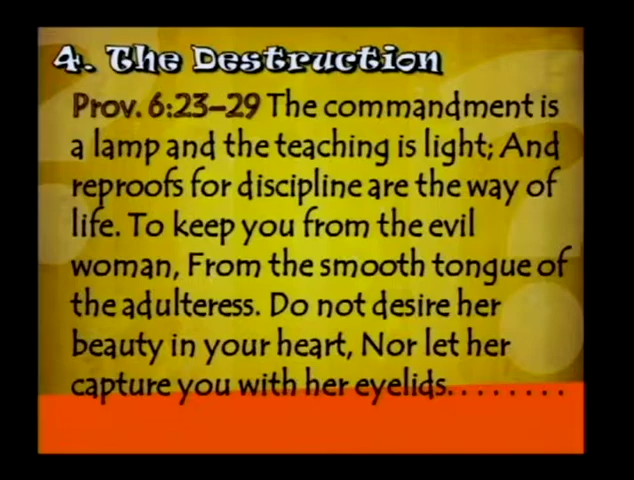 4. The Destruction
Prov. 6:23–29 The commandment is
a lamp and the teaching is light; And
reproofs for discipline are the way of
life. To keep you from the evil
woman, From the smooth tongue of
the adulteress. Do not desire her
beauty in your heart, Nor let her
capture you with her eyelids. . . . . . . .